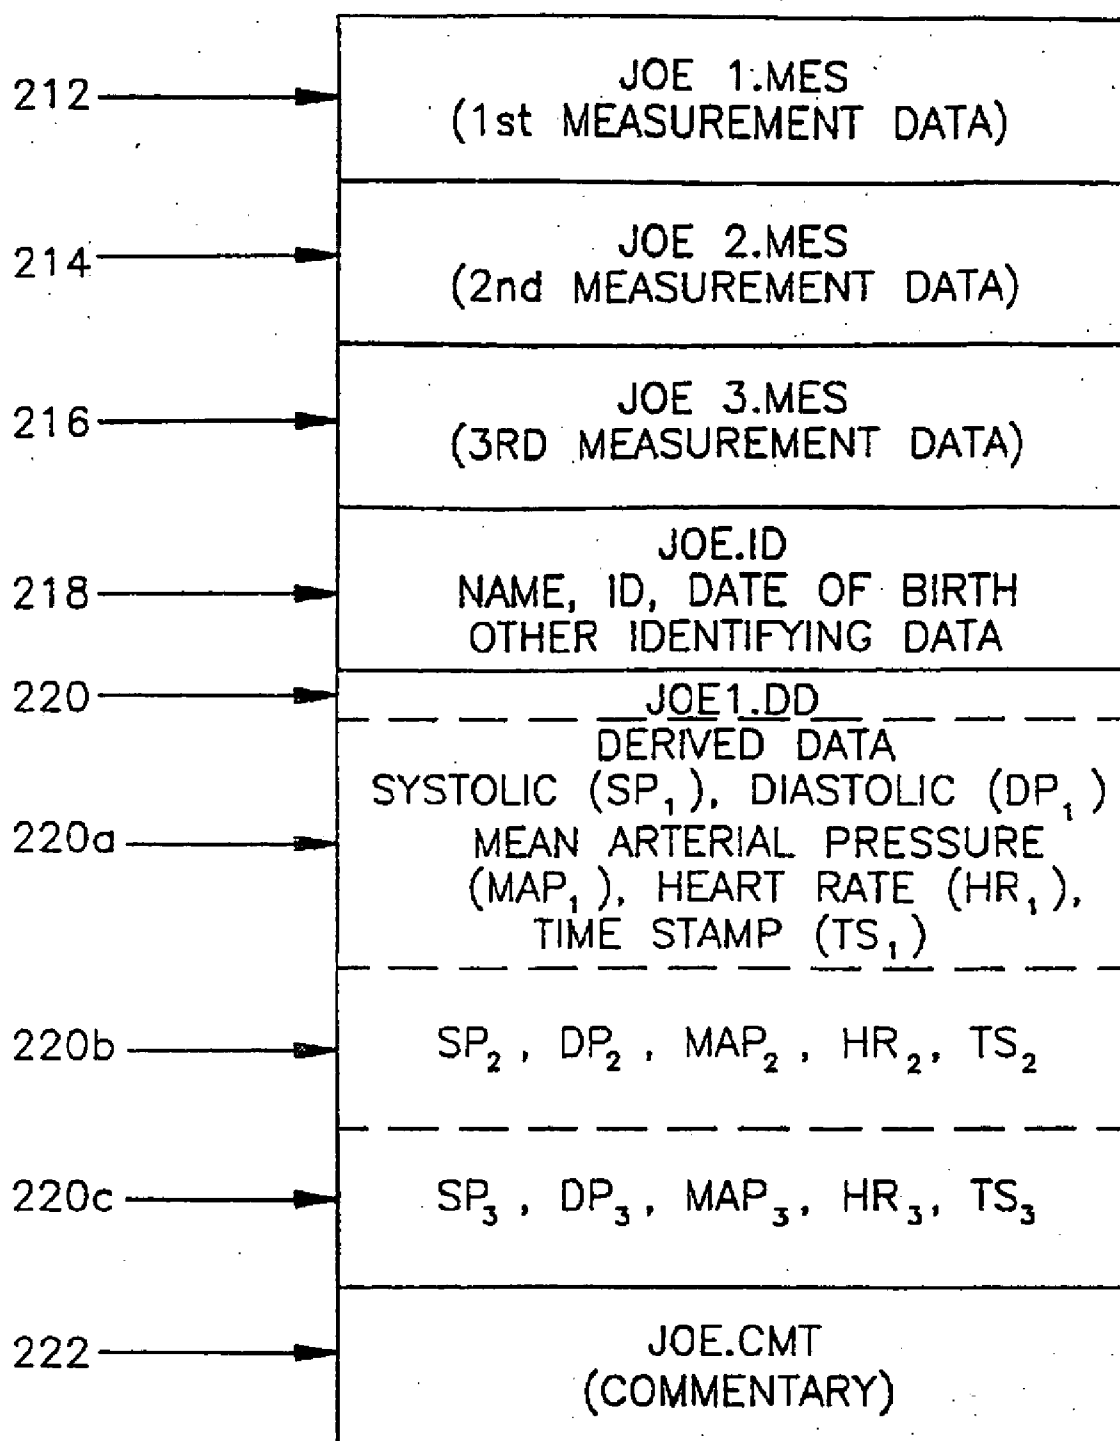 212
JOE 1.MES
(1st MEASUREMENT DATA)
214
JOE 2.MES
(2nd MEASUREMENT DATA)
216
JOE 3.MES
(3RD MEASUREMENT DATA)
218
JOE.ID
NAME, ID, DATE OF BIRTH
OTHER IDENTIFYING DATA
220
JOE1.DD
220a
DERIVED DATA
SYSTOLIC (SP₁), DIASTOLIC (DP₁)
MEAN ARTERIAL PRESSURE
(MAP₁), HEART RATE (HR₁),
TIME STAMP (TS₁)
220b
SP₂, DP₂, MAP₂, HR₂, TS₂
220c
SP₃, DP₃, MAP₃, HR₃, TS₃
222
JOE.CMT
(COMMENTARY)